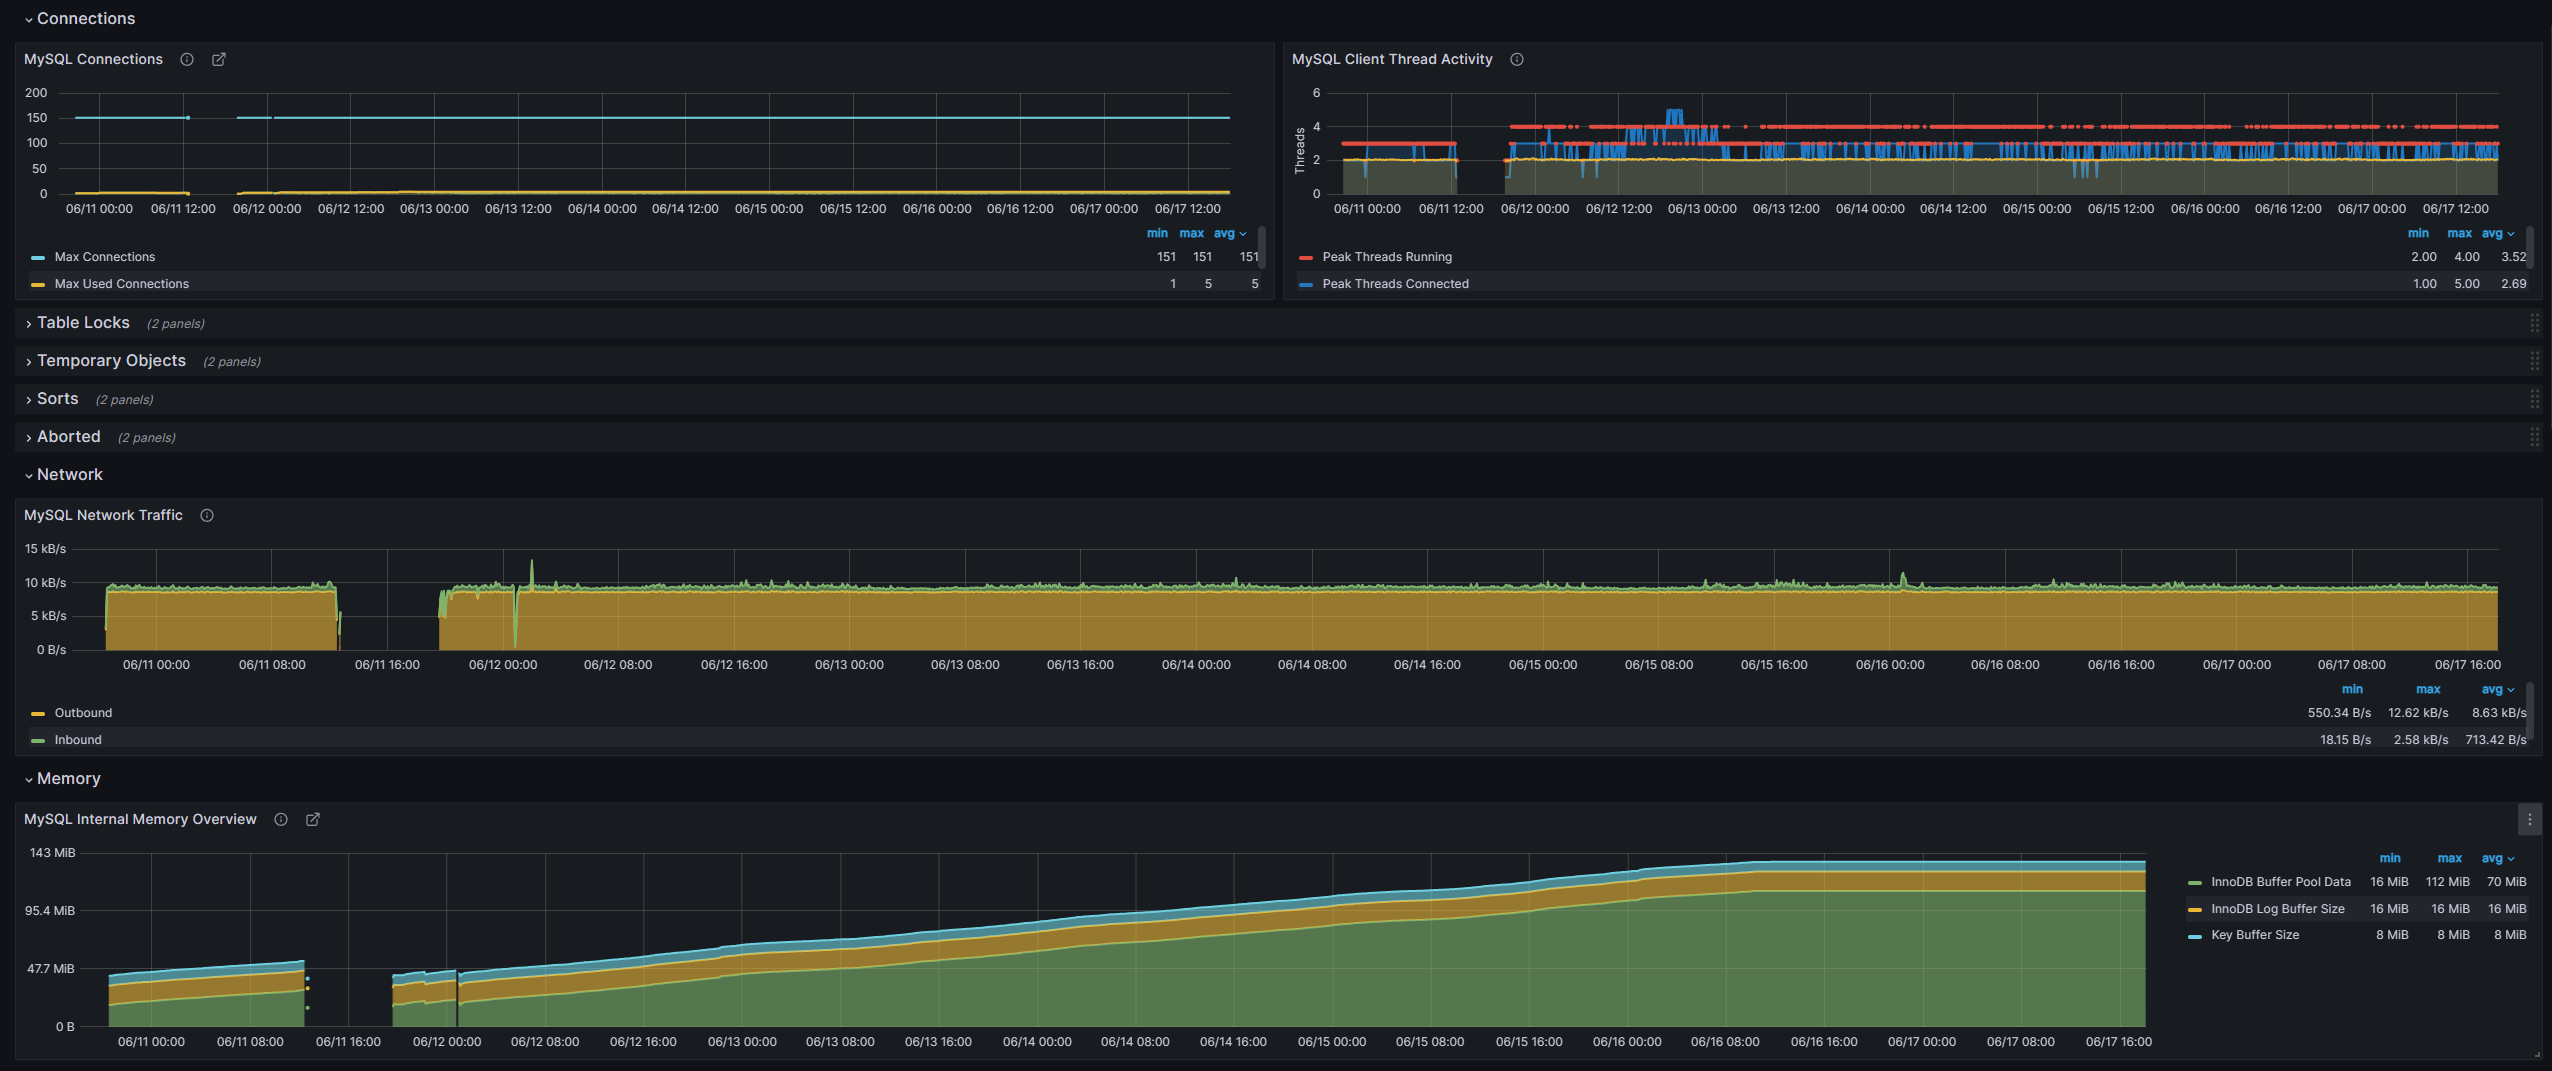 Connections
MySQL Connections
200
150
100
50
0
06/11 00:00 06/11 12:00 06/12 00:00 06/12 12:00 06/13 00:00 06/13 12:00 06/14 00:00 06/14 12:00 06/15 00:00 06/15 12:00 06/16 00:00 06/16 12:00 06/17 00:00 06/17 12:00
min max avg
Max Connections 151 151 151
Max Used Connections 1 5 5
MySQL Client Thread Activity
Threads
6
4
2
0
06/11 00:00 06/11 12:00 06/12 00:00 06/12 12:00 06/13 00:00 06/13 12:00 06/14 00:00 06/14 12:00 06/15 00:00 06/15 12:00 06/16 00:00 06/16 12:00 06/17 00:00 06/17 12:00
min max avg
Peak Threads Running 2.00 4.00 3.52
Peak Threads Connected 1.00 5.00 2.69
Table Locks (2 panels)
Temporary Objects (2 panels)
Sorts (2 panels)
Aborted (2 panels)
Network
MySQL Network Traffic
15 kB/s
10 kB/s
5 kB/s
0 B/s
06/11 00:00 06/11 08:00 06/11 16:00 06/12 00:00 06/12 08:00 06/12 16:00 06/13 00:00 06/13 08:00 06/13 16:00 06/14 00:00 06/14 08:00 06/14 16:00 06/15 00:00 06/15 08:00 06/15 16:00 06/16 00:00 06/16 08:00 06/16 16:00 06/17 00:00 06/17 08:00 06/17 16:00
min max avg
Outbound 550.34 B/s 12.62 kB/s 8.63 kB/s
Inbound 18.15 B/s 2.58 kB/s 713.42 B/s
Memory
MySQL Internal Memory Overview
143 MiB
95.4 MiB
47.7 MiB
0 B
06/11 00:00 06/11 08:00 06/11 16:00 06/12 00:00 06/12 08:00 06/12 16:00 06/13 00:00 06/13 08:00 06/13 16:00 06/14 00:00 06/14 08:00 06/14 16:00 06/15 00:00 06/15 08:00 06/15 16:00 06/16 00:00 06/16 08:00 06/16 16:00 06/17 00:00 06/17 08:00 06/17 16:00
min max avg
InnoDB Buffer Pool Data 16 MiB 112 MiB 70 MiB
InnoDB Log Buffer Size 16 MiB 16 MiB 16 MiB
Key Buffer Size 8 MiB 8 MiB 8 MiB